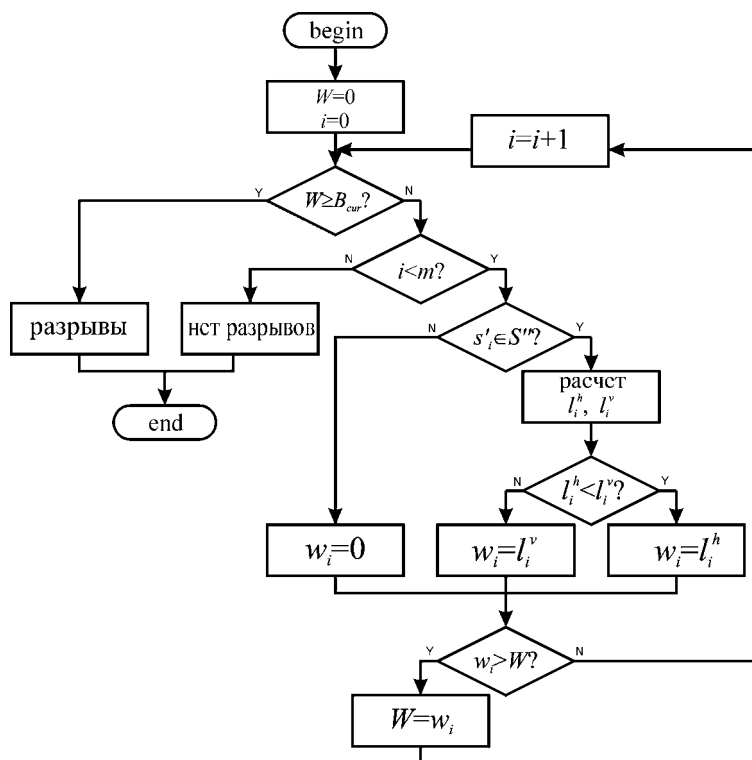 begin
W=0
i=0
i=i+1
Y
W≥B_cur?
N
N
i<m?
Y
разрывы
нст разрывов
N
s'_i∈S''?
Y
end
расчст
l_i^h, l_i^v
N
l_i^h<l_i^v?
Y
w_i=0
w_i=l_i^v
w_i=l_i^h
Y
w_i>W?
N
W=w_i